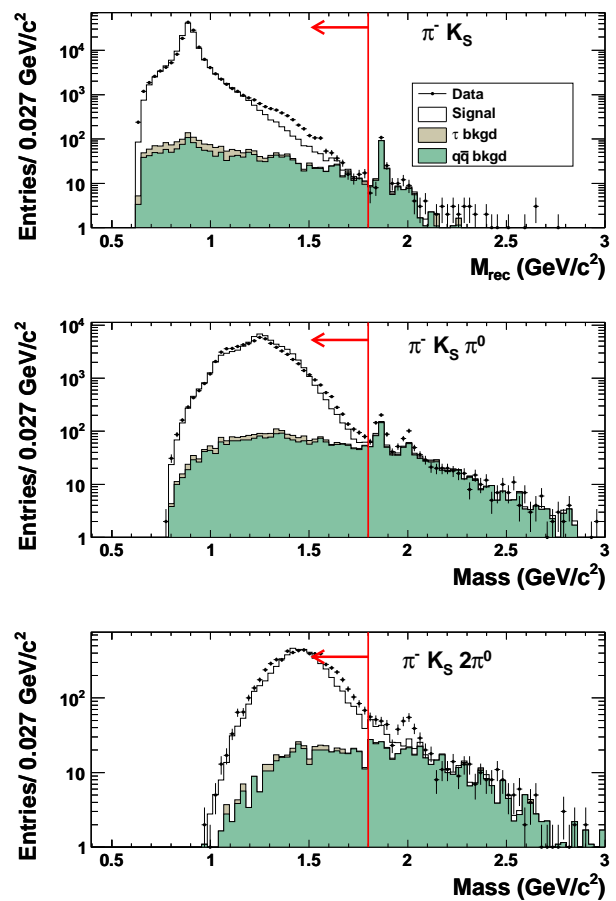 Entries/ 0.027 GeV/c²
10⁴
10³
10²
10
1
π⁻ K_S
Data
Signal
τ bkgd
qq̅ bkgd
0.5 1 1.5 2 2.5 3
M_rec (GeV/c²)
Entries/ 0.027 GeV/c²
10⁴
10³
10²
10
1
π⁻ K_S π⁰
0.5 1 1.5 2 2.5 3
Mass (GeV/c²)
Entries/ 0.027 GeV/c²
10²
10
1
π⁻ K_S 2π⁰
0.5 1 1.5 2 2.5 3
Mass (GeV/c²)